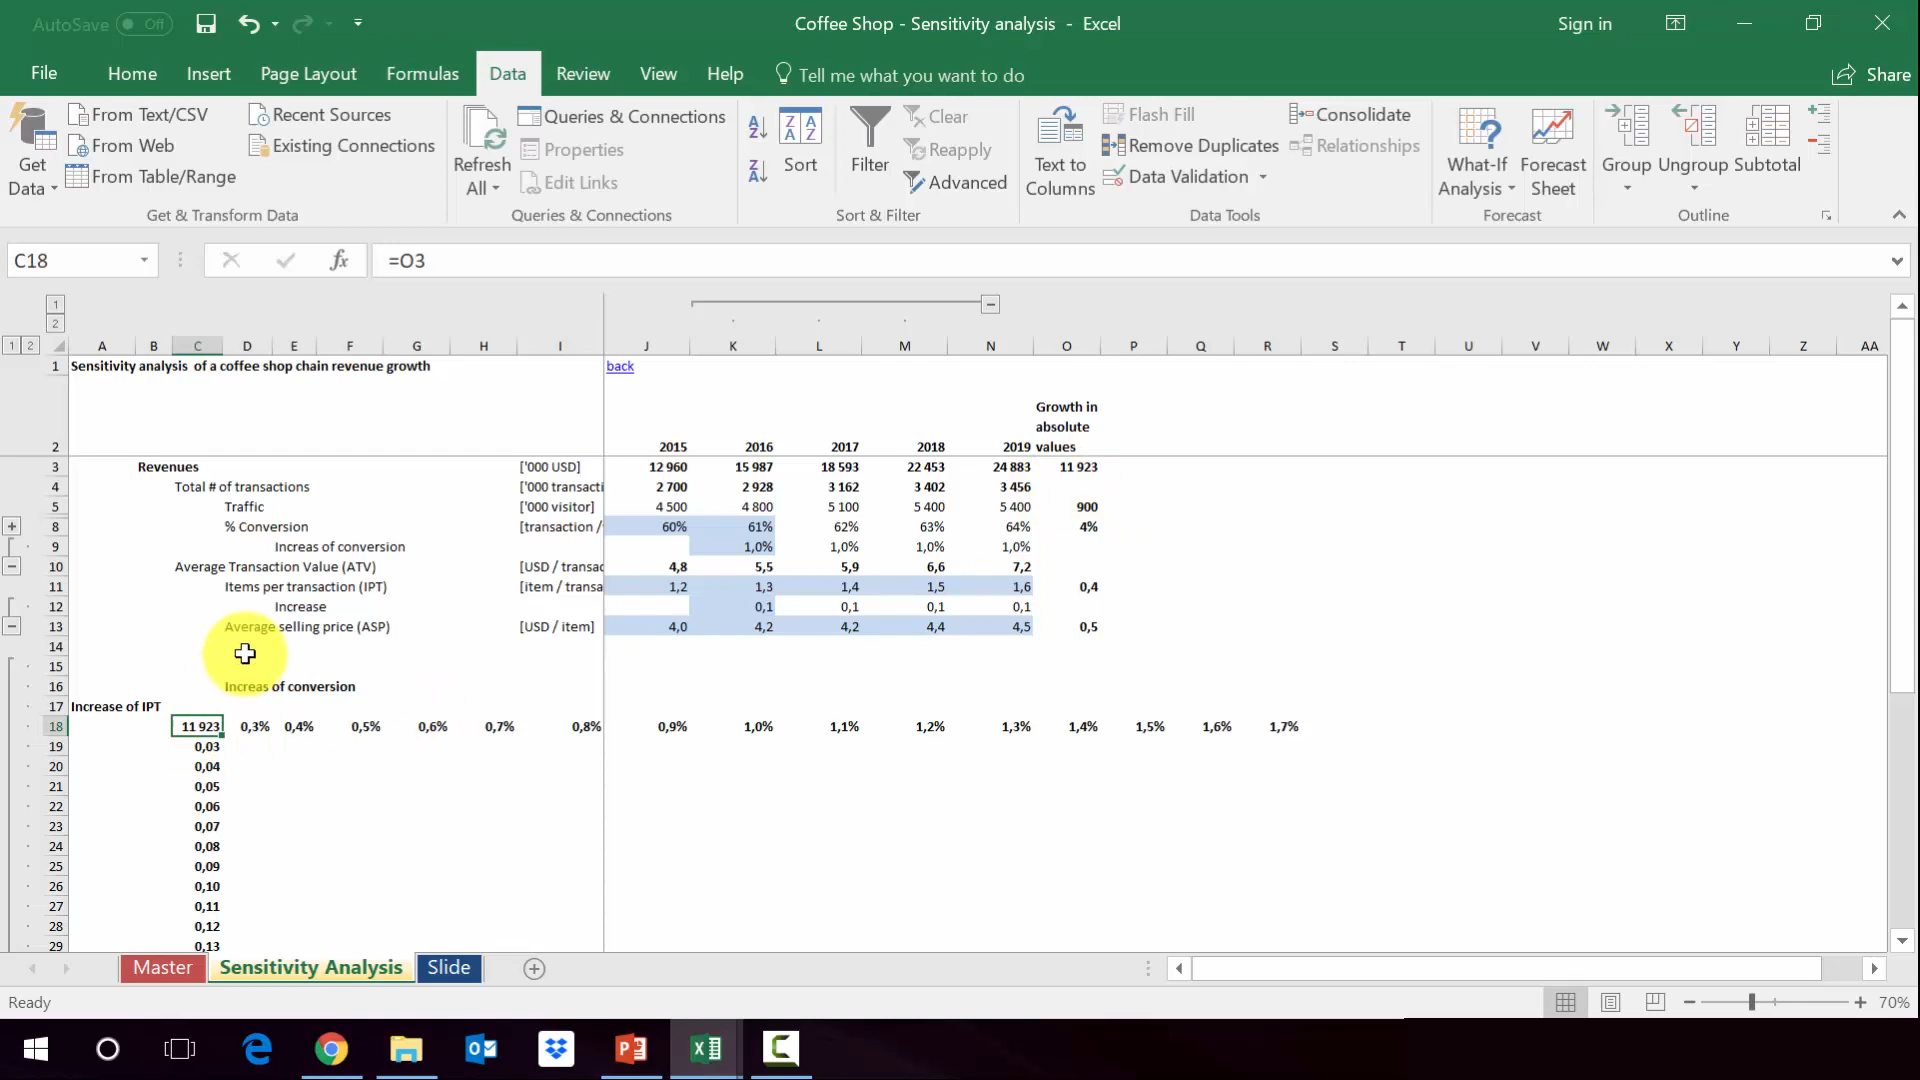 AutoSave Off Coffee Shop - Sensitivity analysis - Excel Sign in
File Home Insert Page Layout Formulas Data Review View Help Tell me what you want to do Share
Get Data
From Text/CSV
From Web
From Table/Range
Recent Sources
Existing Connections
Get & Transform Data
Refresh All
Queries & Connections
Properties
Edit Links
Queries & Connections
Sort
Filter
Clear
Reapply
Advanced
Sort & Filter
Text to Columns
Flash Fill
Remove Duplicates
Data Validation
Consolidate
Relationships
Data Tools
What-If Analysis
Forecast Sheet
Forecast
Group
Ungroup
Subtotal
Outline
C18 fx =O3
1
2
1 2 A B C D E F G H I J K L M N O P Q R S T U V W X Y Z AA
1 Sensitivity analysis of a coffee shop chain revenue growth back
Growth in
absolute
2 2015 2016 2017 2018 2019 values
3 Revenues ['000 USD] 12 960 15 987 18 593 22 453 24 883 11 923
4 Total # of transactions ['000 transacti 2 700 2 928 3 162 3 402 3 456
5 Traffic ['000 visitor] 4 500 4 800 5 100 5 400 5 400 900
8 % Conversion [transaction / 60% 61% 62% 63% 64% 4%
9 Increas of conversion 1,0% 1,0% 1,0% 1,0%
10 Average Transaction Value (ATV) [USD / transac 4,8 5,5 5,9 6,6 7,2
11 Items per transaction (IPT) [item / transa 1,2 1,3 1,4 1,5 1,6 0,4
12 Increase 0,1 0,1 0,1 0,1
13 Average selling price (ASP) [USD / item] 4,0 4,2 4,2 4,4 4,5 0,5
14
15
16 Increas of conversion
17 Increase of IPT
18 11 923 0,3% 0,4% 0,5% 0,6% 0,7% 0,8% 0,9% 1,0% 1,1% 1,2% 1,3% 1,4% 1,5% 1,6% 1,7%
19 0,03
20 0,04
21 0,05
22 0,06
23 0,07
24 0,08
25 0,09
26 0,10
27 0,11
28 0,12
29 0,13
Master Sensitivity Analysis Slide
Ready 70%